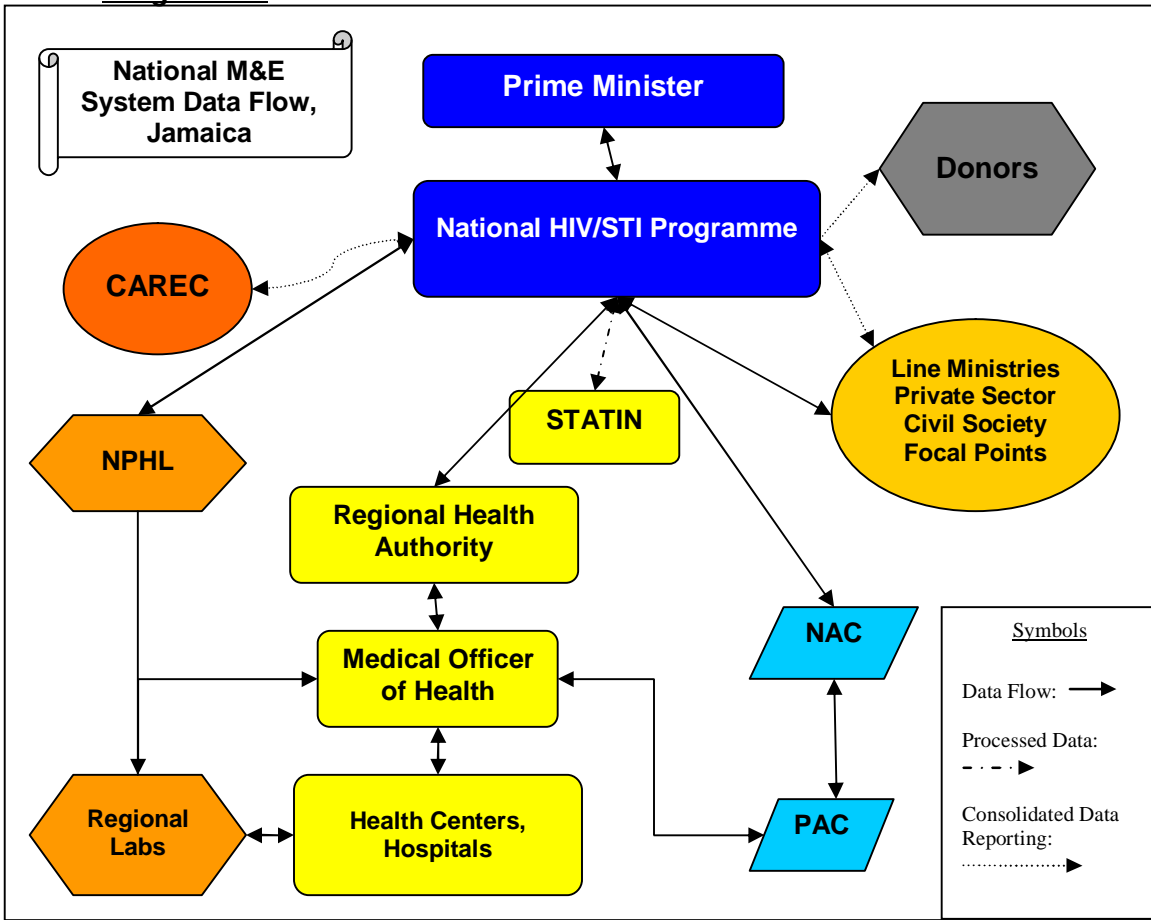 National M&E
System Data Flow,
Jamaica
Prime Minister
Donors
National HIV/STI Programme
CAREC
Line Ministries
Private Sector
Civil Society
Focal Points
STATIN
NPHL
Regional Health
Authority
NAC
Medical Officer
of Health
Regional
Labs
Health Centers,
Hospitals
PAC
Symbols
Data Flow:
Processed Data:
Consolidated Data
Reporting: